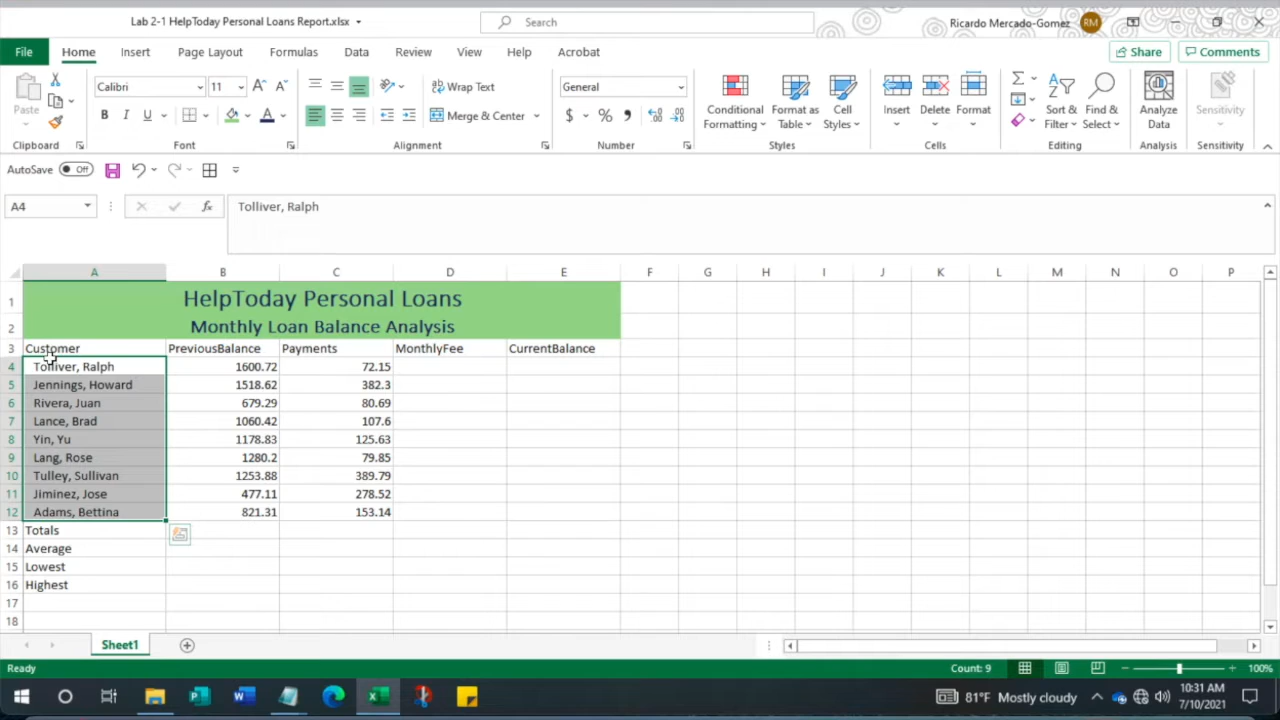 Lab 2-1 HelpToday Personal Loans Report.xlsx
Search
Ricardo Mercado-Gomez RM
File Home Insert Page Layout Formulas Data Review View Help Acrobat Share Comments
Paste
Clipboard
Calibri 11 A A
B I U A
Font
Wrap Text
Merge & Center
Alignment
General
$ % 9
Number
Conditional Formatting
Format as Table
Cell Styles
Styles
Insert Delete Format
Cells
Sort & Filter
Find & Select
Editing
Analyze Data
Analysis
Sensitivity
Sensitivity
AutoSave Off
A4 fx Tolliver, Ralph
A B C D E F G H I J K L M N O P
1 HelpToday Personal Loans
2 Monthly Loan Balance Analysis
3 Customer PreviousBalance Payments MonthlyFee CurrentBalance
4 Tolliver, Ralph 1600.72 72.15
5 Jennings, Howard 1518.62 382.3
6 Rivera, Juan 679.29 80.69
7 Lance, Brad 1060.42 107.6
8 Yin, Yu 1178.83 125.63
9 Lang, Rose 1280.2 79.85
10 Tulley, Sullivan 1253.88 389.79
11 Jiminez, Jose 477.11 278.52
12 Adams, Bettina 821.31 153.14
13 Totals
14 Average
15 Lowest
16 Highest
17
18
Sheet1
Ready Count: 9 100%
81°F Mostly cloudy 10:31 AM
7/10/2021